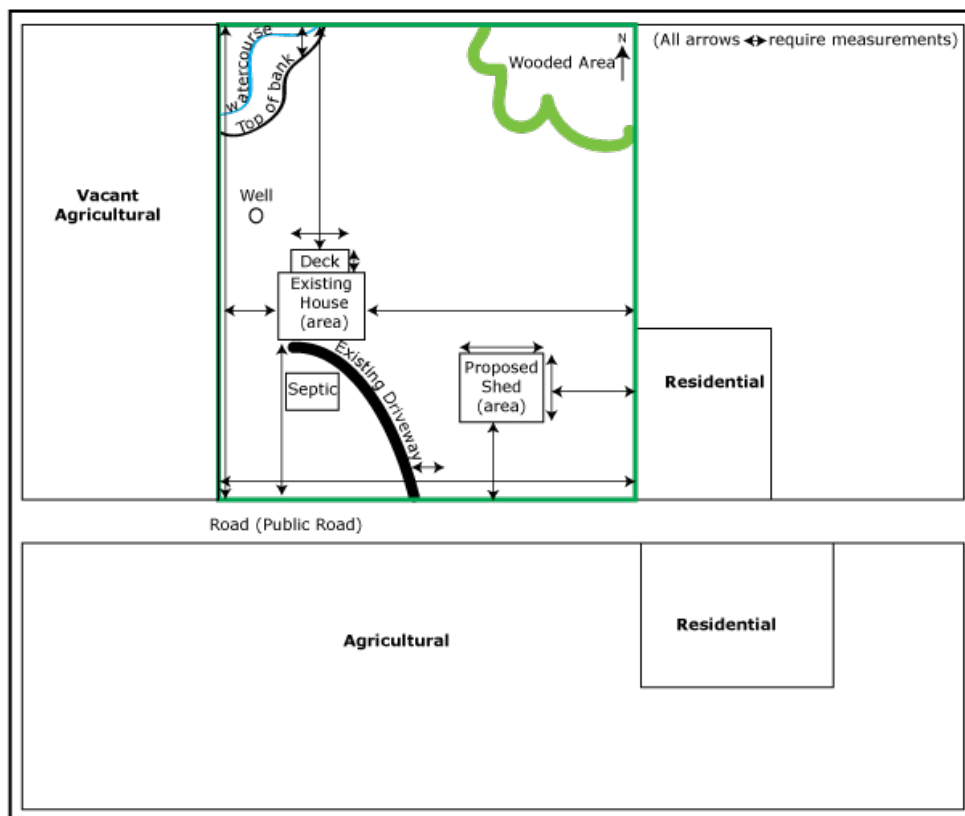 N
(All arrows require measurements)
Wooded Area
watercourse
Top of bank
Vacant
Agricultural
Well
Deck
Existing
House
(area)
Existing Driveway
Septic
Proposed
Shed
(area)
Residential
Road (Public Road)
Agricultural
Residential